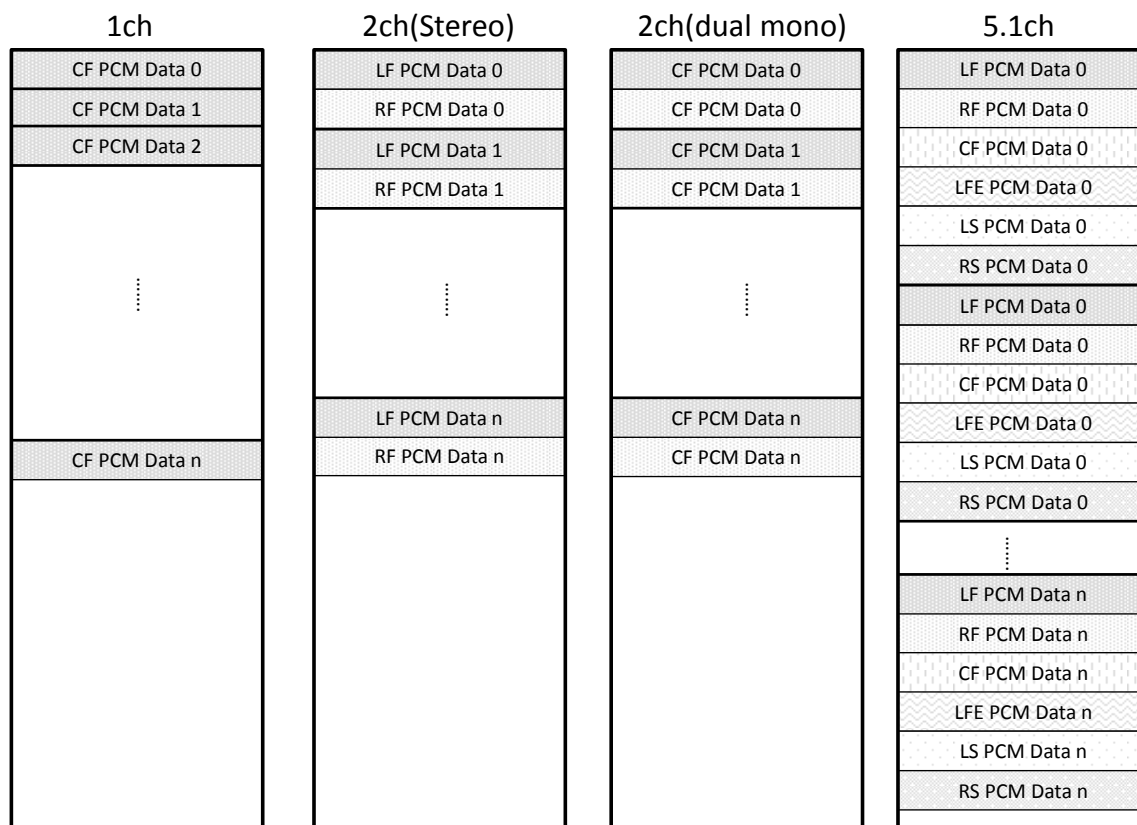 1ch
CF PCM Data 0
CF PCM Data 1
CF PCM Data 2
CF PCM Data n
2ch(Stereo)
LF PCM Data 0
RF PCM Data 0
LF PCM Data 1
RF PCM Data 1
LF PCM Data n
RF PCM Data n
2ch(dual mono)
CF PCM Data 0
CF PCM Data 0
CF PCM Data 1
CF PCM Data 1
CF PCM Data n
CF PCM Data n
5.1ch
LF PCM Data 0
RF PCM Data 0
CF PCM Data 0
LFE PCM Data 0
LS PCM Data 0
RS PCM Data 0
LF PCM Data 0
RF PCM Data 0
CF PCM Data 0
LFE PCM Data 0
LS PCM Data 0
RS PCM Data 0
LF PCM Data n
RF PCM Data n
CF PCM Data n
LFE PCM Data n
LS PCM Data n
RS PCM Data n